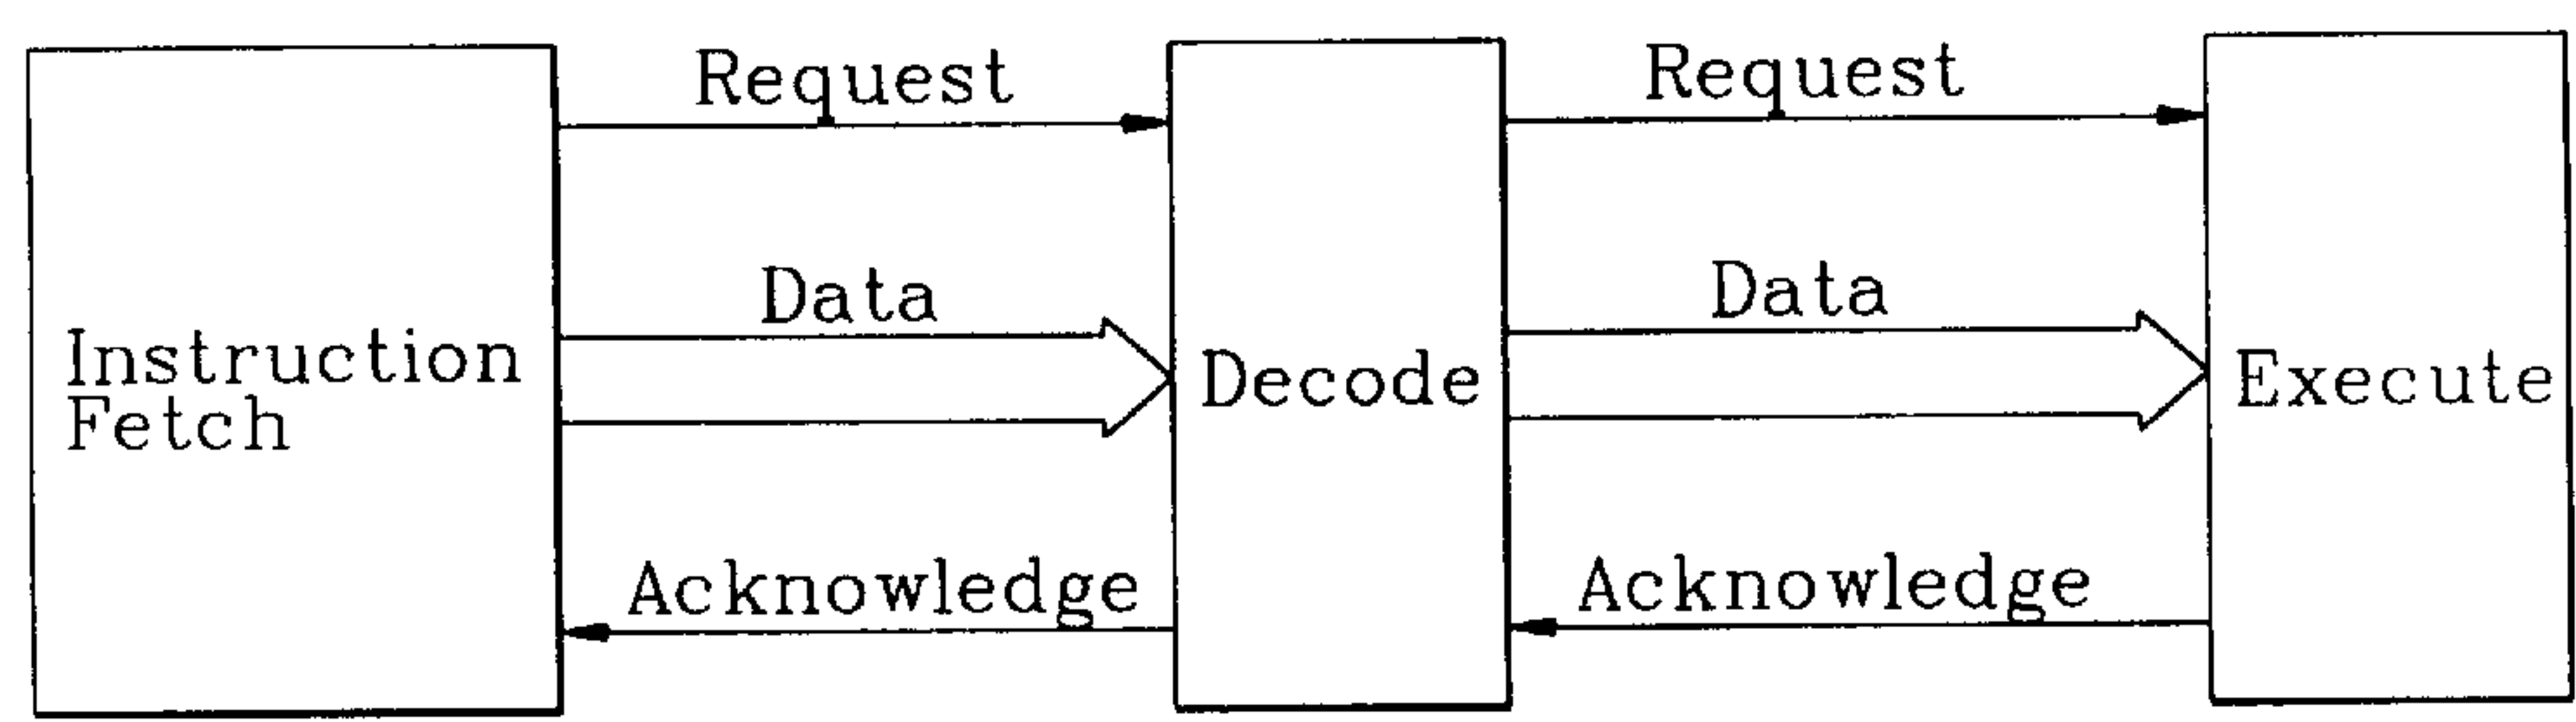 Request
Request
Data
Data
Instruction
Fetch
Decode
Execute
Acknowledge
Acknowledge